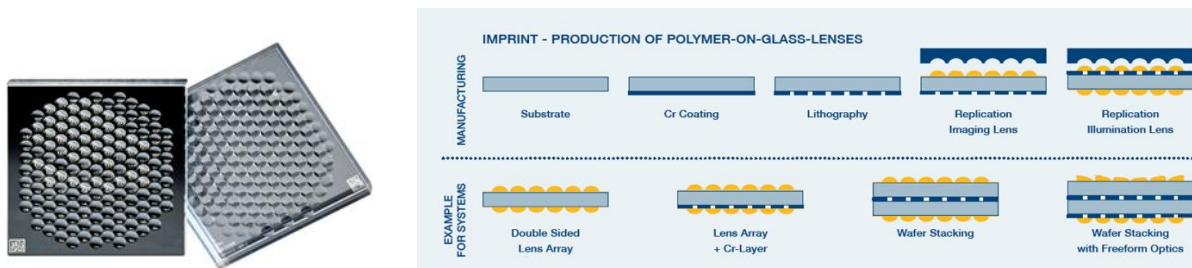 IMPRINT - PRODUCTION OF POLYMER-ON-GLASS-LENSES
MANUFACTURING
Substrate
Cr Coating
Lithography
Replication
Imaging Lens
Replication
Illumination Lens
EXAMPLE
FOR SYSTEMS
Double Sided
Lens Array
Lens Array
+ Cr-Layer
Wafer Stacking
Wafer Stacking
with Freeform Optics